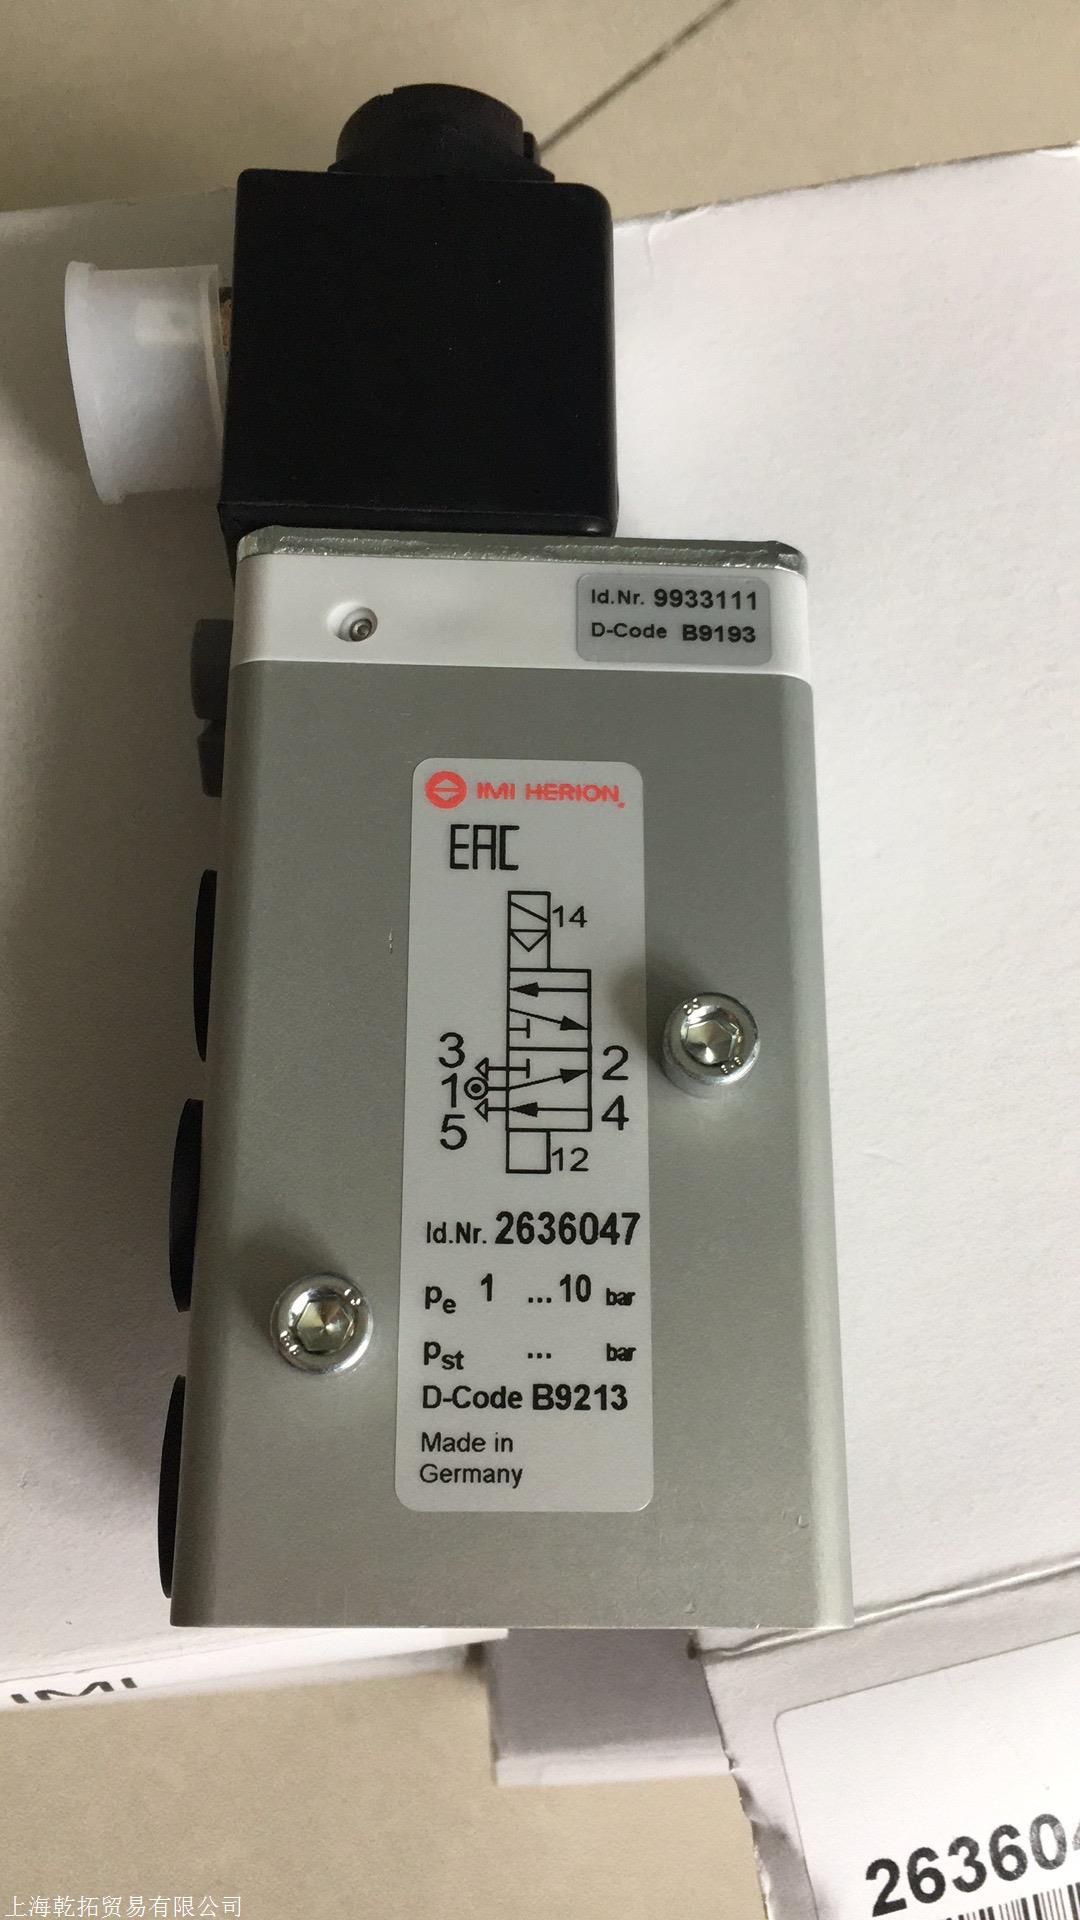 Id.Nr. 9933111
D-Code B9193
IMI HERION
EAC
14
3
1
5
2
4
12
Id.Nr. 2636047
pe 1 ...10 bar
pst ... bar
D-Code B9213
Made in
Germany
IMI
263604
上海乾拓贸易有限公司